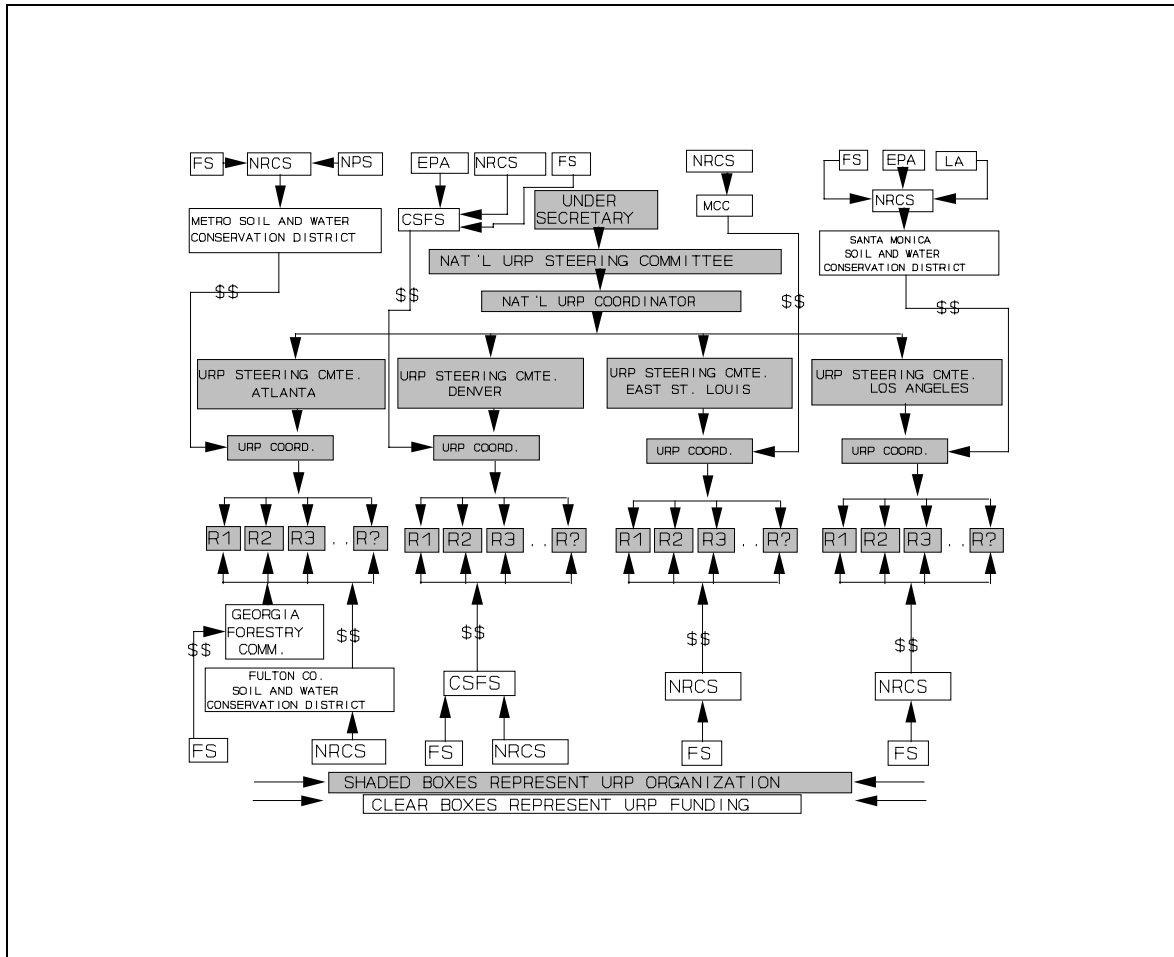 FS
NRCS
NPS
EPA
NRCS
FS
NRCS
FS
EPA
LA
METRO SOIL AND WATER
CONSERVATION DISTRICT
CSFS
UNDER
SECRETARY
MCC
NRCS
SANTA MONICA
SOIL AND WATER
CONSERVATION DISTRICT
NAT'L URP STEERING COMMITTEE
$$
$$
NAT'L URP COORDINATOR
$$
$$
URP STEERING CMTE.
ATLANTA
URP STEERING CMTE.
DENVER
URP STEERING CMTE.
EAST ST. LOUIS
URP STEERING CMTE.
LOS ANGELES
URP COORD.
URP COORD.
URP COORD.
URP COORD.
R1 R2 R3 . . R?
R1 R2 R3 . . R?
R1 R2 R3 . . R?
R1 R2 R3 . . R?
GEORGIA
FORESTRY
COMM.
$$
$$
$$
$$
$$
FULTON CO.
SOIL AND WATER
CONSERVATION DISTRICT
CSFS
NRCS
NRCS
FS
NRCS
FS
NRCS
FS
FS
SHADED BOXES REPRESENT URP ORGANIZATION
CLEAR BOXES REPRESENT URP FUNDING